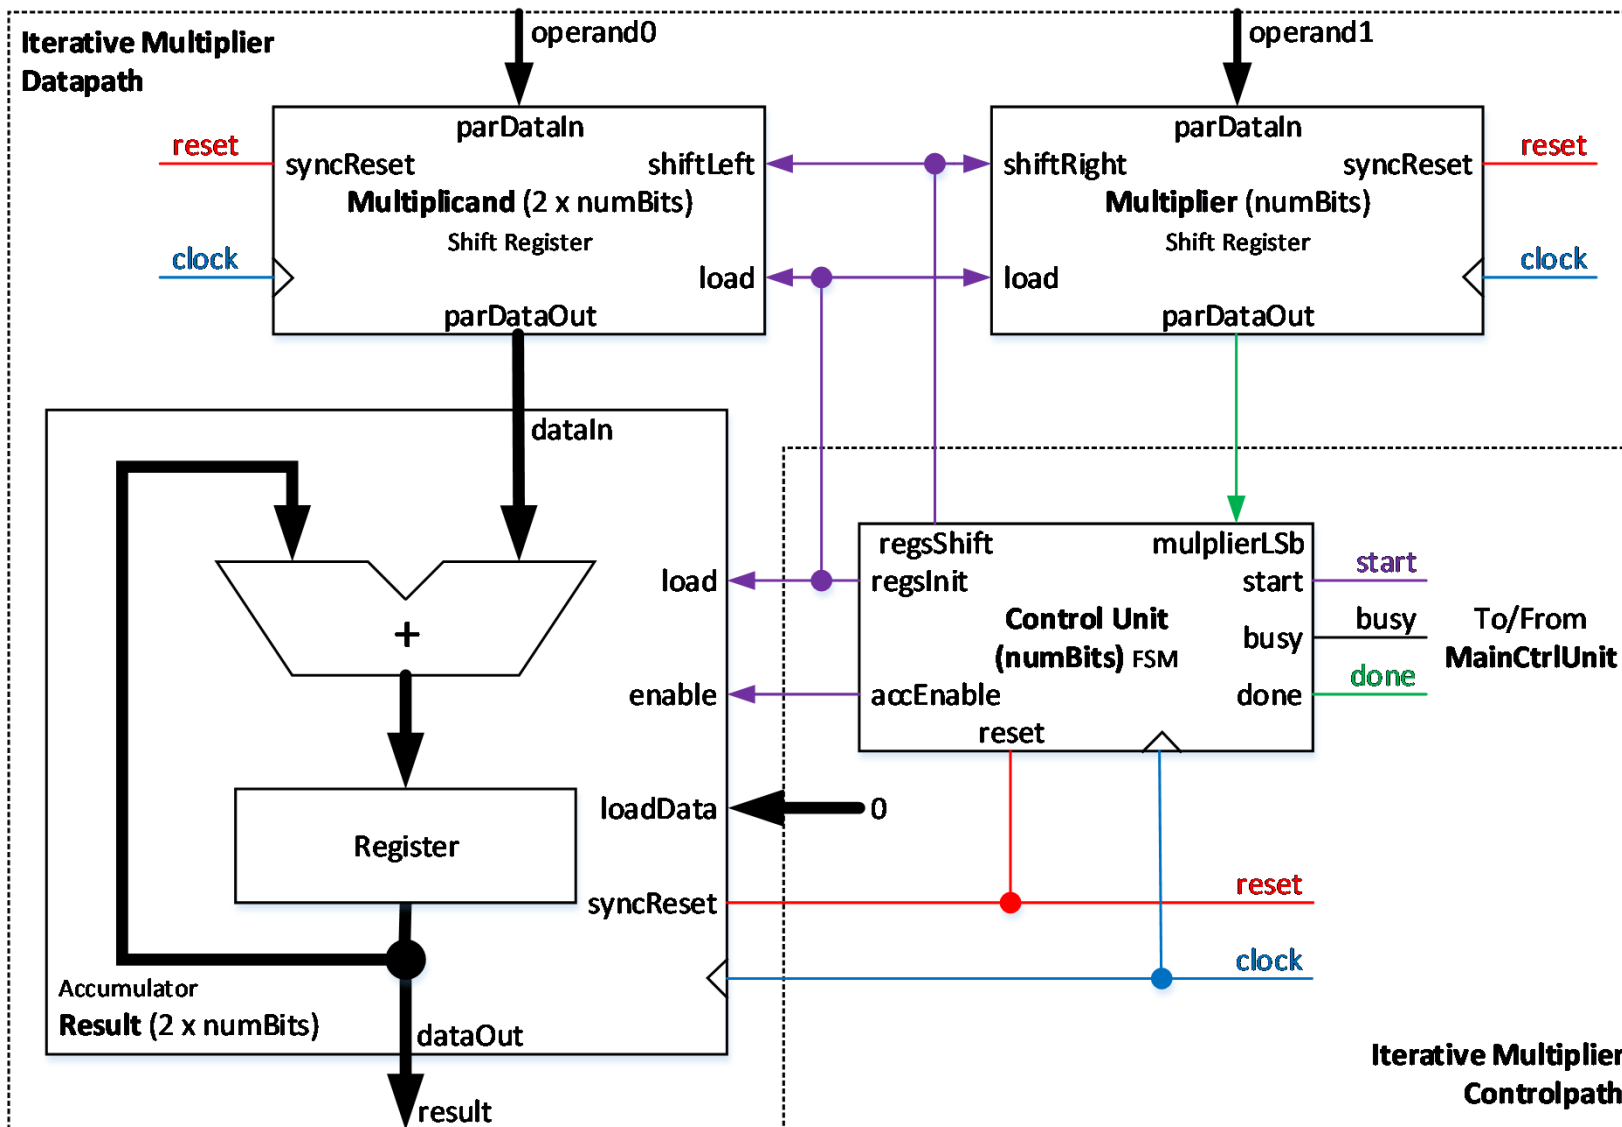 Iterative Multiplier
Datapath
operand0
operand1
parDataIn
reset
syncReset
shiftLeft
Multiplicand (2 x numBits)
Shift Register
clock
load
parDataOut
parDataIn
shiftRight
syncReset
reset
Multiplier (numBits)
Shift Register
load
clock
parDataOut
dataIn
+
Register
load
enable
loadData
0
syncReset
Accumulator
Result (2 x numBits)
dataOut
result
regsShift
mulplierLSb
regsInit
start
start
Control Unit
(numBits) FSM
busy
busy
accEnable
done
done
reset
To/From
MainCtrlUnit
reset
clock
Iterative Multiplier
Controlpath